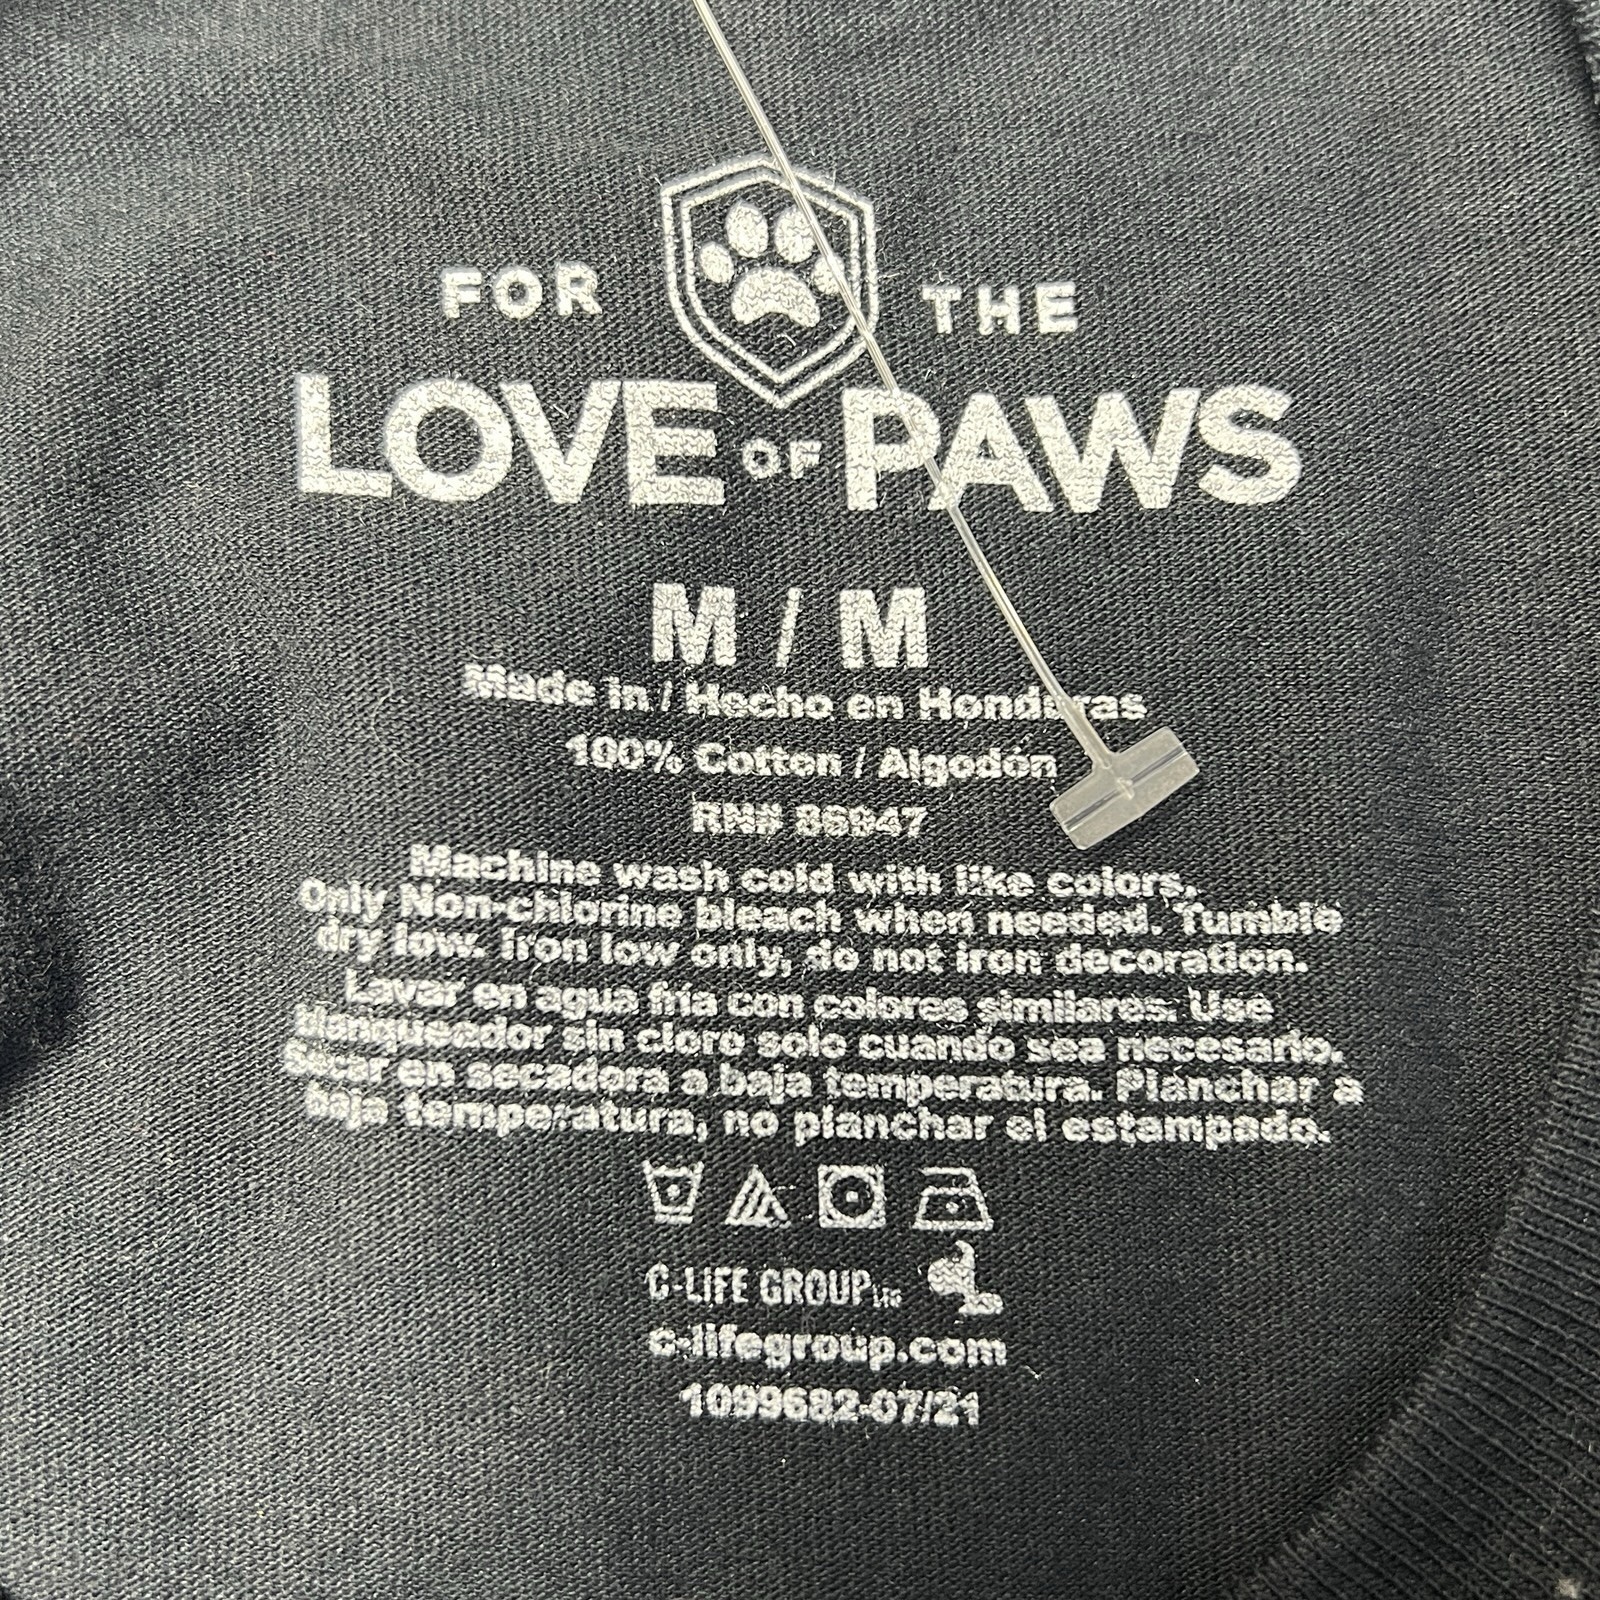 FOR THE
LOVE OF PAWS
M / M
Made in / Hecho en Honduras
100% Cotton / Algodón
RN# 86947
Machine wash cold with like colors.
Only Non-chlorine bleach when needed. Tumble
dry low. Iron low only, do not iron decoration.
Lavar en agua fría con colores similares. Use
blanqueador sin cloro solo cuando sea necesario.
Secar en secadora a baja temperatura. Planchar a
baja temperatura, no planchar el estampado.
C-LIFE GROUP LTD
c-lifegroup.com
1099682-07/21